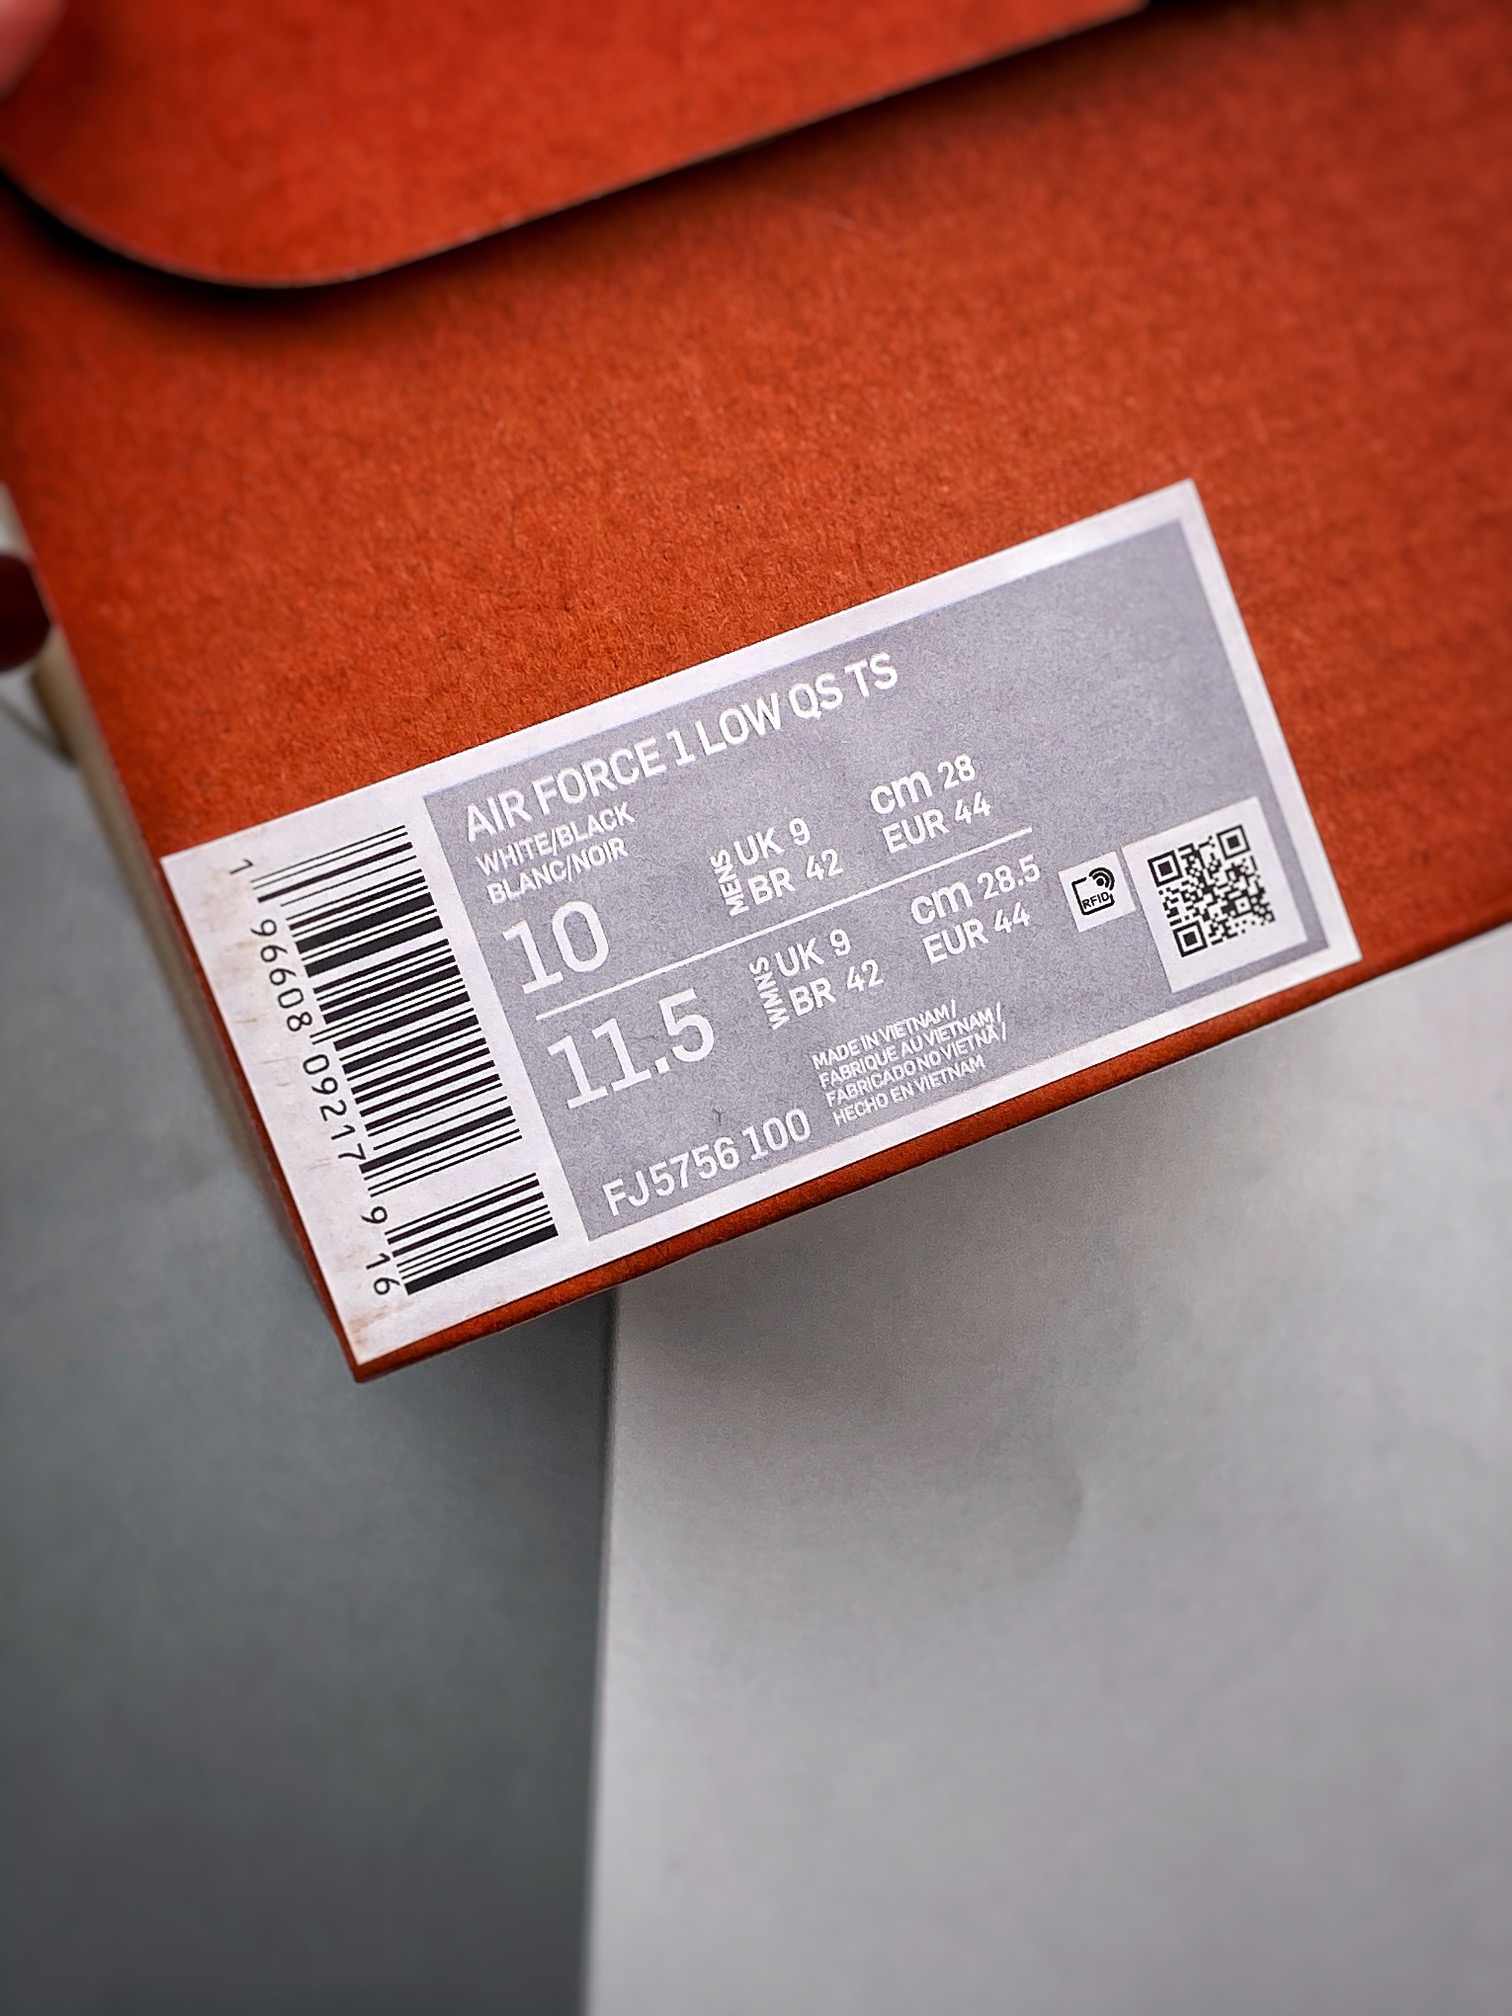 AIR FORCE 1 LOW QS TS
WHITE/BLACK
BLANC/NOIR
10
MENS
UK 9
BR 42
cm 28
EUR 44
11.5
WMNS
UK 9
BR 42
cm 28.5
EUR 44
RFID
FJ5756 100
MADE IN VIETNAM/
FABRIQUE AU VIETNAM/
FABRICADO NO VIETNÃ/
HECHO EN VIETNAM
1 96608 09217 9 16